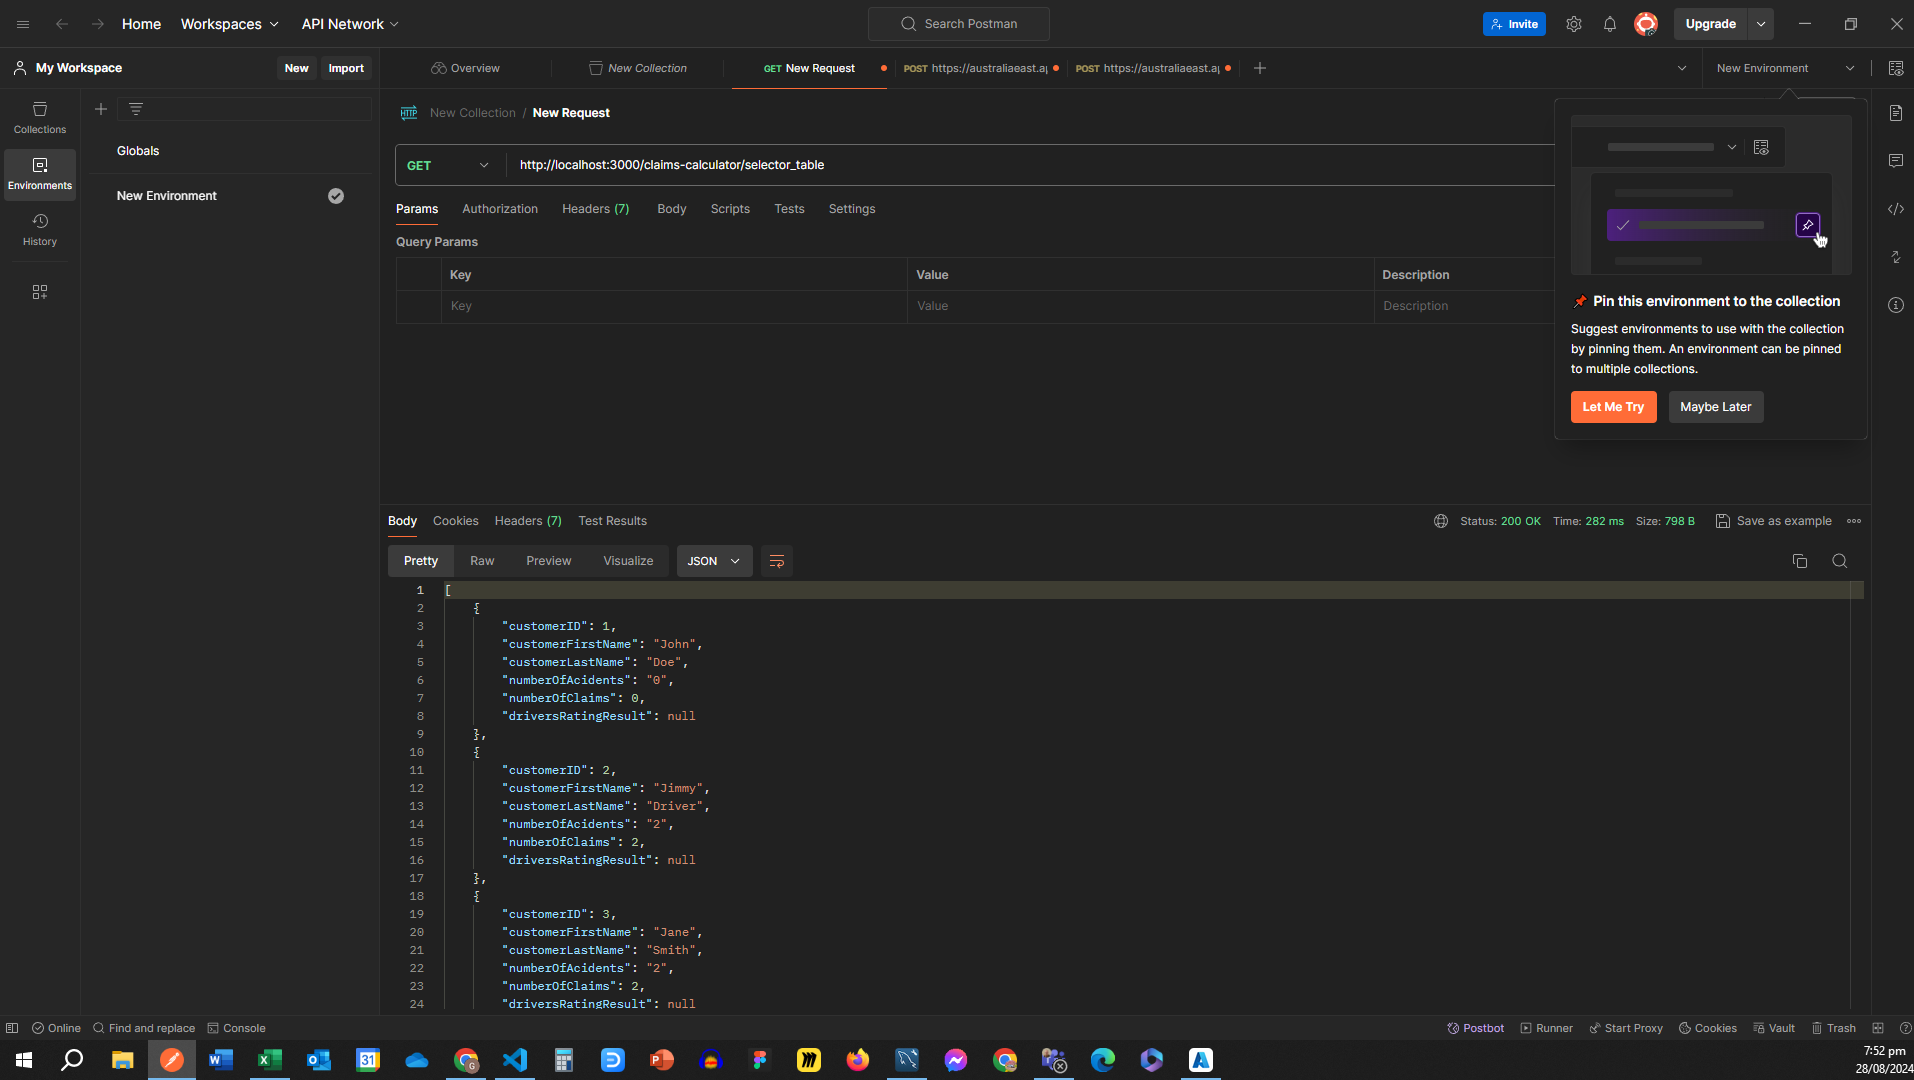 Home Workspaces API Network Search Postman Invite Upgrade
My Workspace New Import Overview New Collection GET New Request POST https://australiaeast.a POST https://australiaeast.a New Environment
Collections
Environments
History
Globals
New Environment
HTTP New Collection / New Request
GET http://localhost:3000/claims-calculator/selector_table
Params Authorization Headers (7) Body Scripts Tests Settings
Query Params
Key Value Description
Key Value Description
Pin this environment to the collection
Suggest environments to use with the collection
by pinning them. An environment can be pinned
to multiple collections.
Let Me Try Maybe Later
Body Cookies Headers (7) Test Results Status: 200 OK Time: 282 ms Size: 798 B Save as example
Pretty Raw Preview Visualize JSON
1 [
2 {
3 "customerID": 1,
4 "customerFirstName": "John",
5 "customerLastName": "Doe",
6 "numberOfAcidents": "0",
7 "numberOfClaims": 0,
8 "driversRatingResult": null
9 },
10 {
11 "customerID": 2,
12 "customerFirstName": "Jimmy",
13 "customerLastName": "Driver",
14 "numberOfAcidents": "2",
15 "numberOfClaims": 2,
16 "driversRatingResult": null
17 },
18 {
19 "customerID": 3,
20 "customerFirstName": "Jane",
21 "customerLastName": "Smith",
22 "numberOfAcidents": "2",
23 "numberOfClaims": 2,
24 "driversRatingResult": null
Online Find and replace Console Postbot Runner Start Proxy Cookies Vault Trash
7:52 pm
28/08/2024